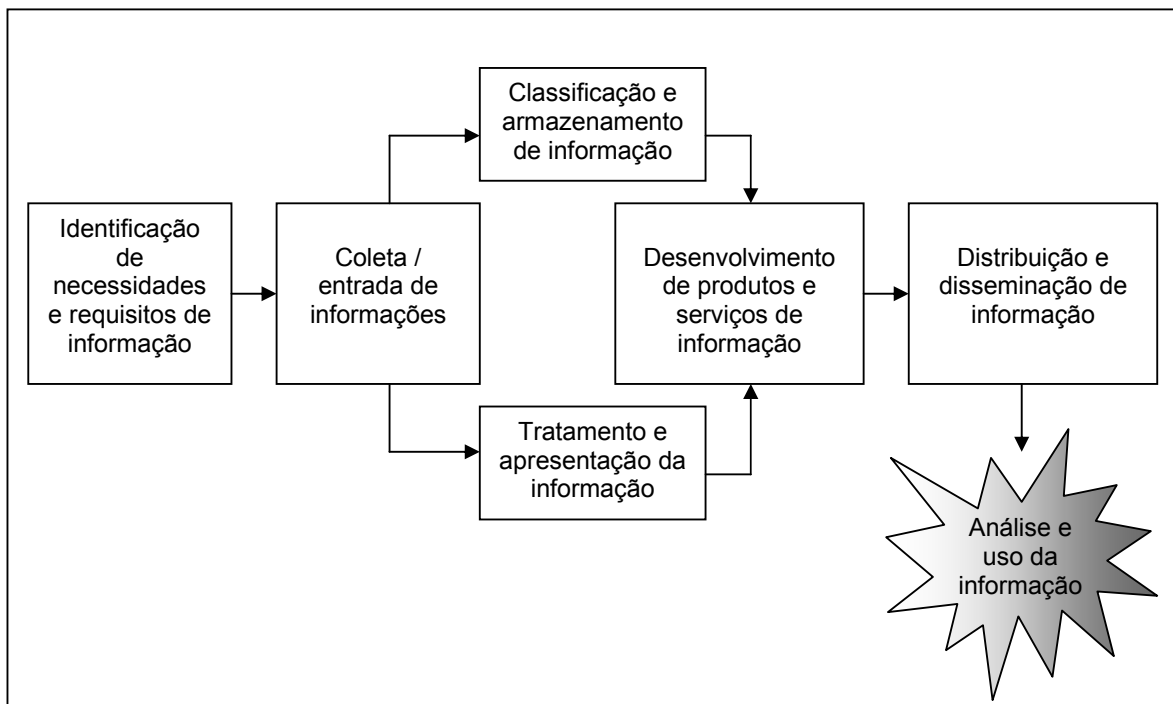 Identificação
de
necessidades
e requisitos de
informação
Coleta /
entrada de
informações
Classificação e
armazenamento
de informação
Tratamento e
apresentação da
informação
Desenvolvimento
de produtos e
serviços de
informação
Distribuição e
disseminação de
informação
Análise e
uso da
informação